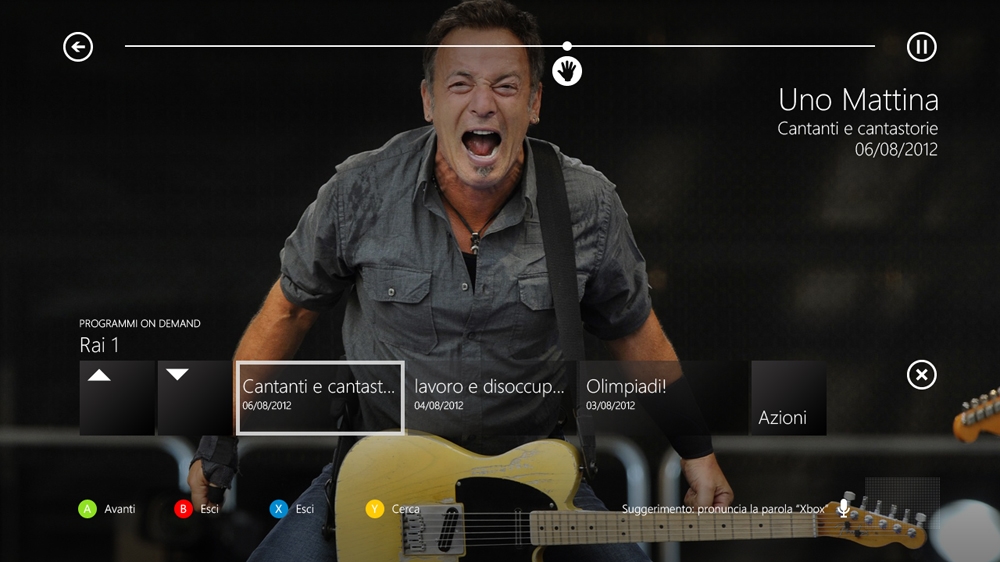 Uno Mattina
Cantanti e cantastorie
06/08/2012
PROGRAMMI ON DEMAND
Rai 1
Cantanti e cantast...
06/08/2012
lavoro e disoccup...
04/08/2012
Olimpiadi!
03/08/2012
Azioni
A Avanti
B Esci
X Esci
Y Cerca
Suggerimento: pronuncia la parola "Xbox"